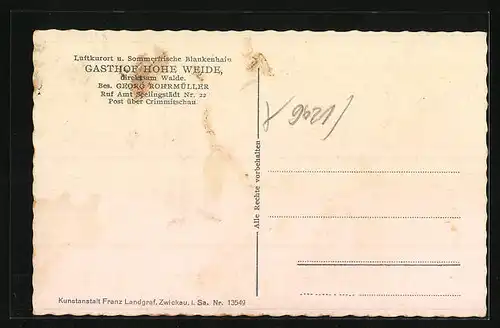 Luftkurort u. Sommerfrische Blankenhain
GASTHOF HOHE WEIDE,
direkt am Walde.
Bes. GEORG ROHRMÜLLER
Ruf Amt Seelingstädt Nr. 22
Post über Crimmitschau
Alle Rechte vorbehalten
Kunstanstalt Franz Landgraf, Zwickau, i. Sa. Nr. 13549